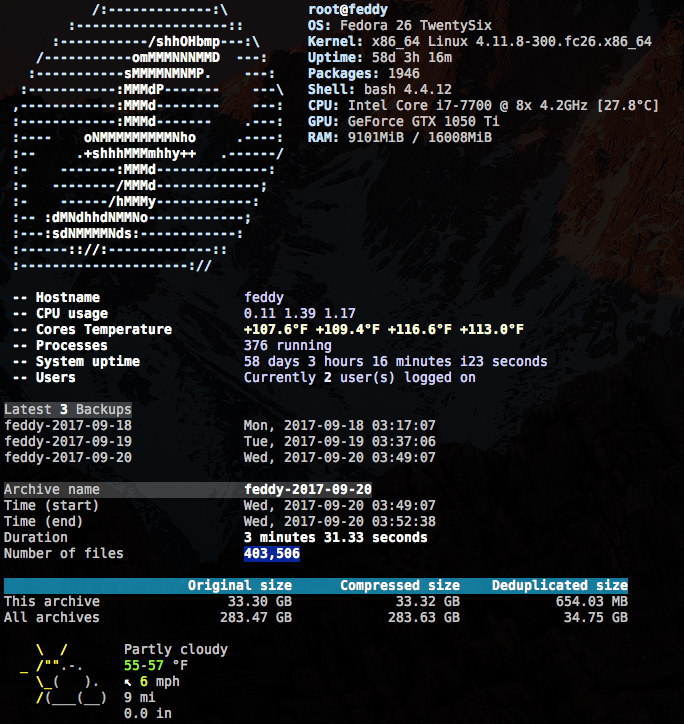 /:-------------:\
:-------------------::
:-----------/shhOHbmp---:\
/-----------omMMMNNNMMD  ---:
:-----------sMMMMNMNMP.    ---:
:-----------:MMMdP-------    ---\
,------------:MMMd--------    ---:
:------------:MMMd-------    .---:
:----    oNMMMMMMMMMNho     .----:
:--     .+shhhMMMmhhy++   .------/
:-    -------:MMMd--------------:
:-   --------/MMMd-------------;
:-    ------/hMMMy------------:
:-- :dMNdhhdNMMNo------------;
:---:sdNMMMMNds:------------:
:------:://:-------------::
:---------------------://
root@feddy
OS: Fedora 26 TwentySix
Kernel: x86_64 Linux 4.11.8-300.fc26.x86_64
Uptime: 58d 3h 16m
Packages: 1946
Shell: bash 4.4.12
CPU: Intel Core i7-7700 @ 8x 4.2GHz [27.8°C]
GPU: GeForce GTX 1050 Ti
RAM: 9101MiB / 16008MiB
-- Hostname feddy
-- CPU usage 0.11 1.39 1.17
-- Cores Temperature +107.6°F +109.4°F +116.6°F +113.0°F
-- Processes 376 running
-- System uptime 58 days 3 hours 16 minutes i23 seconds
-- Users Currently 2 user(s) logged on
Latest 3 Backups
feddy-2017-09-18 Mon, 2017-09-18 03:17:07
feddy-2017-09-19 Tue, 2017-09-19 03:37:06
feddy-2017-09-20 Wed, 2017-09-20 03:49:07
Archive name feddy-2017-09-20
Time (start) Wed, 2017-09-20 03:49:07
Time (end) Wed, 2017-09-20 03:52:38
Duration 3 minutes 31.33 seconds
Number of files 403,506
Original size Compressed size Deduplicated size
This archive 33.30 GB 33.32 GB 654.03 MB
All archives 283.47 GB 283.63 GB 34.75 GB
\  / Partly cloudy
_ /"".-. 55-57 °F
\_(   ). ↖ 6 mph
/(___(__) 9 mi
0.0 in